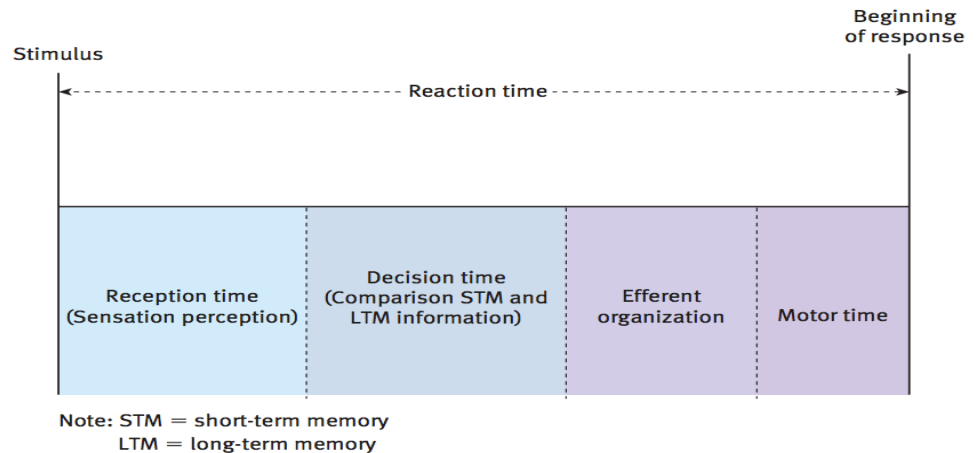 Beginning
of response
Stimulus
Reaction time
Reception time
(Sensation perception)
Decision time
(Comparison STM and
LTM information)
Efferent
organization
Motor time
Note: STM = short-term memory
LTM = long-term memory